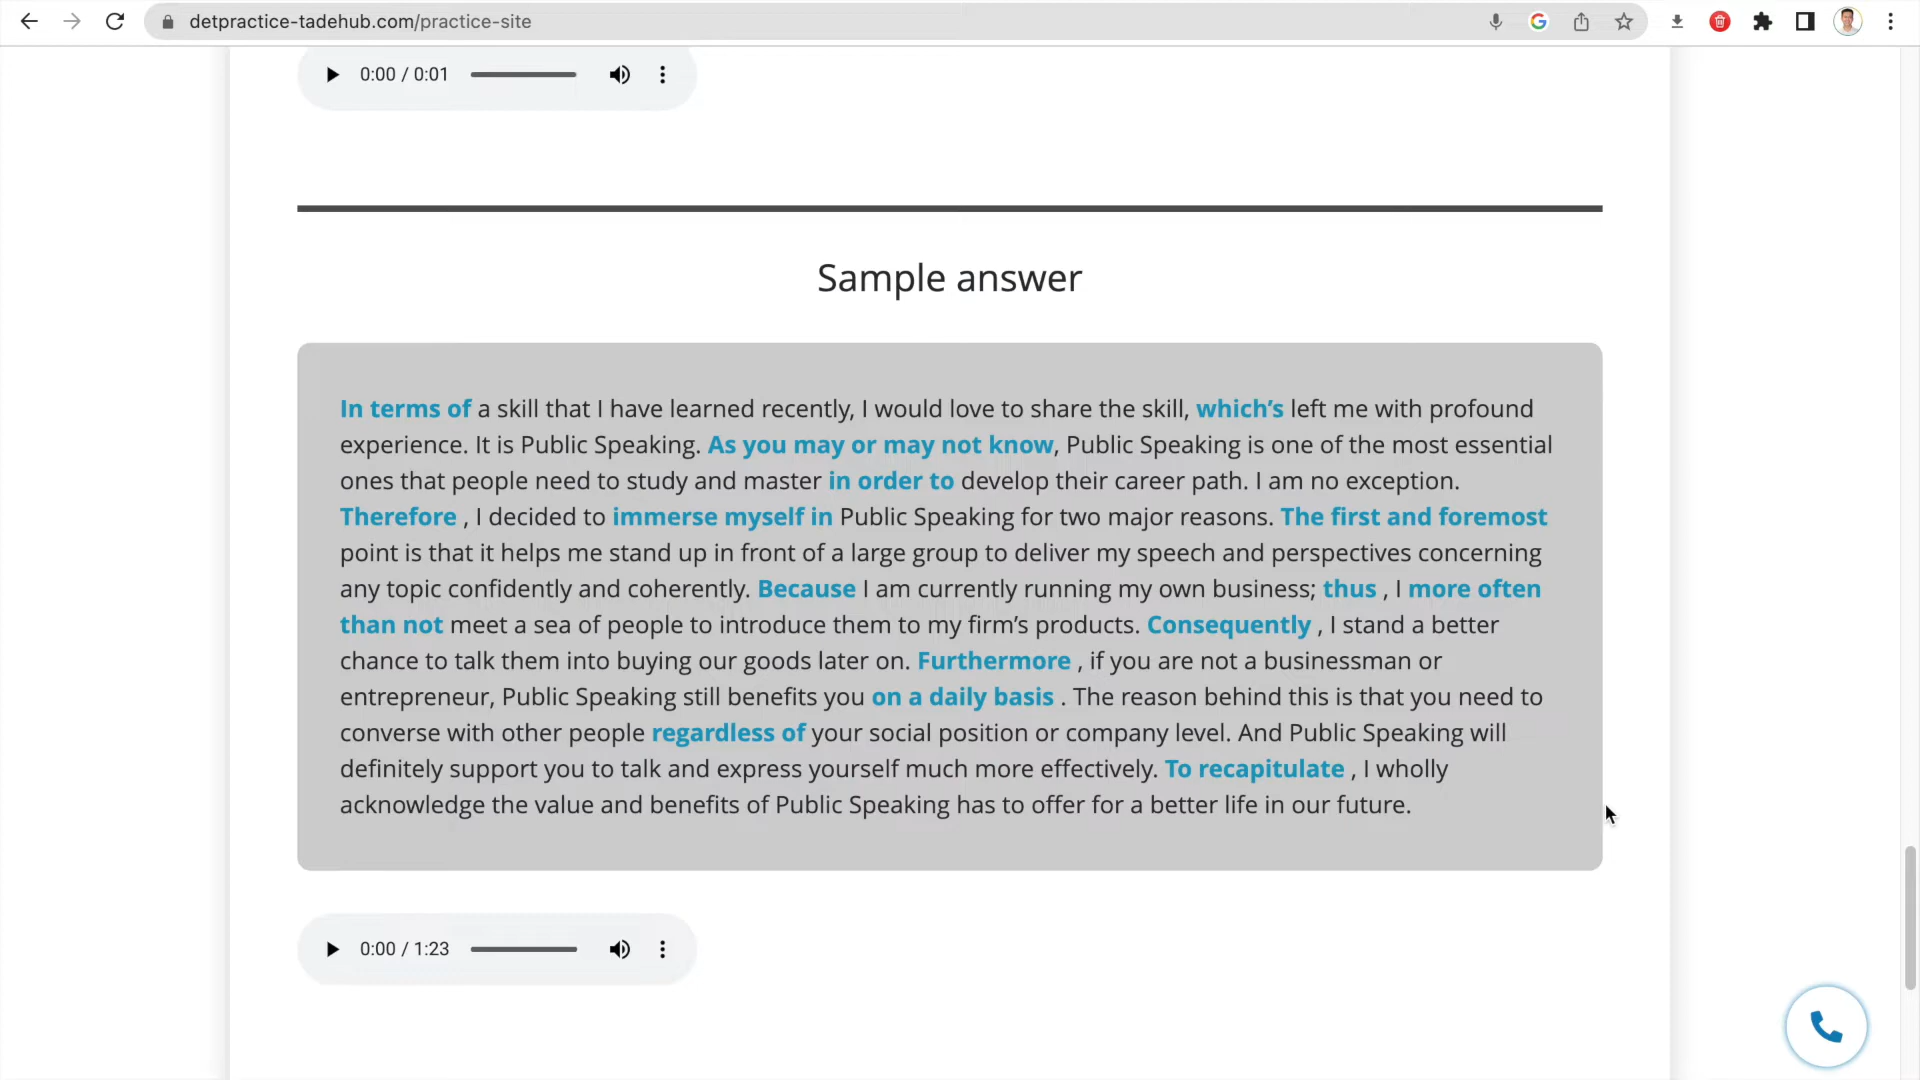 detpractice-tadehub.com/practice-site
0:00 / 0:01
Sample answer
In terms of a skill that I have learned recently, I would love to share the skill, which’s left me with profound
experience. It is Public Speaking. As you may or may not know, Public Speaking is one of the most essential
ones that people need to study and master in order to develop their career path. I am no exception.
Therefore , I decided to immerse myself in Public Speaking for two major reasons. The first and foremost
point is that it helps me stand up in front of a large group to deliver my speech and perspectives concerning
any topic confidently and coherently. Because I am currently running my own business; thus , I more often
than not meet a sea of people to introduce them to my firm’s products. Consequently , I stand a better
chance to talk them into buying our goods later on. Furthermore , if you are not a businessman or
entrepreneur, Public Speaking still benefits you on a daily basis . The reason behind this is that you need to
converse with other people regardless of your social position or company level. And Public Speaking will
definitely support you to talk and express yourself much more effectively. To recapitulate , I wholly
acknowledge the value and benefits of Public Speaking has to offer for a better life in our future.
0:00 / 1:23